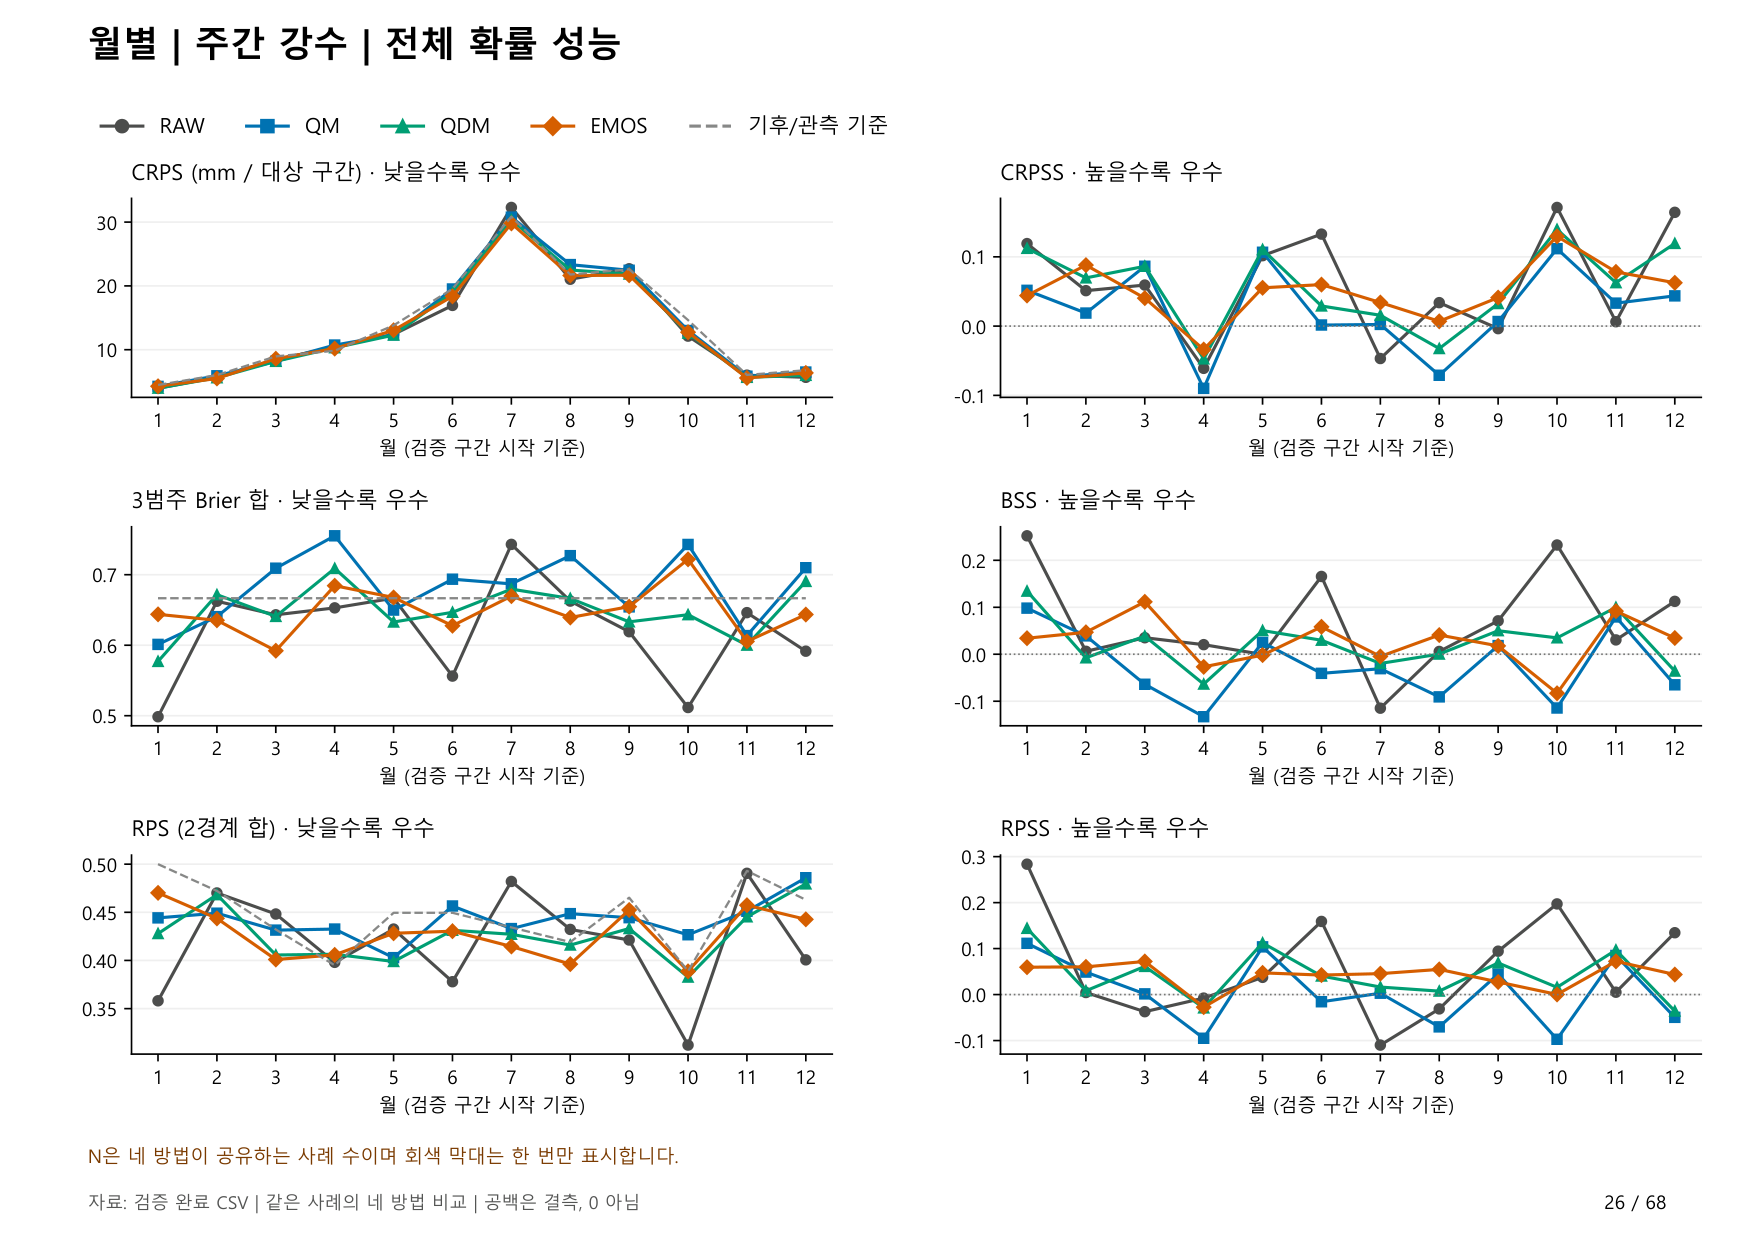 월별 | 주간 강수 | 전체 확률 성능
RAW QM QDM EMOS 기후/관측 기준
CRPS (mm / 대상 구간) · 낮을수록 우수
30
20
10
1 2 3 4 5 6 7 8 9 10 11 12
월 (검증 구간 시작 기준)
CRPSS · 높을수록 우수
0.1
0.0
-0.1
1 2 3 4 5 6 7 8 9 10 11 12
월 (검증 구간 시작 기준)
3범주 Brier 합 · 낮을수록 우수
0.7
0.6
0.5
1 2 3 4 5 6 7 8 9 10 11 12
월 (검증 구간 시작 기준)
BSS · 높을수록 우수
0.2
0.1
0.0
-0.1
1 2 3 4 5 6 7 8 9 10 11 12
월 (검증 구간 시작 기준)
RPS (2경계 합) · 낮을수록 우수
0.50
0.45
0.40
0.35
1 2 3 4 5 6 7 8 9 10 11 12
월 (검증 구간 시작 기준)
RPSS · 높을수록 우수
0.3
0.2
0.1
0.0
-0.1
1 2 3 4 5 6 7 8 9 10 11 12
월 (검증 구간 시작 기준)
N은 네 방법이 공유하는 사례 수이며 회색 막대는 한 번만 표시합니다.
자료: 검증 완료 CSV | 같은 사례의 네 방법 비교 | 공백은 결측, 0 아님
26 / 68